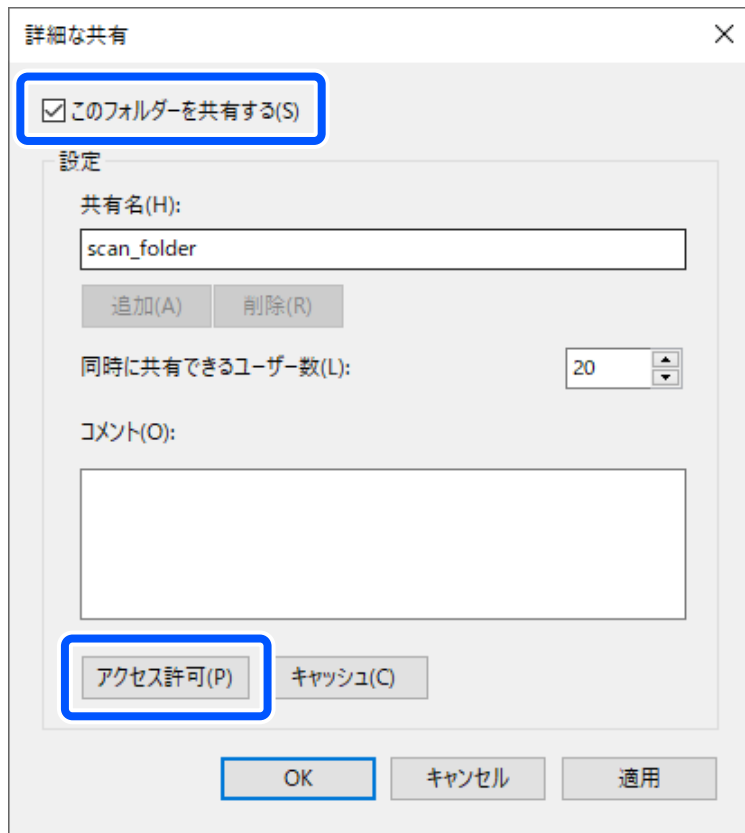 詳細な共有
このフォルダーを共有する(S)
設定
共有名(H):
scan_folder
追加(A) 削除(R)
同時に共有できるユーザー数(L): 20
コメント(O):
アクセス許可(P) キャッシュ(C)
OK キャンセル 適用